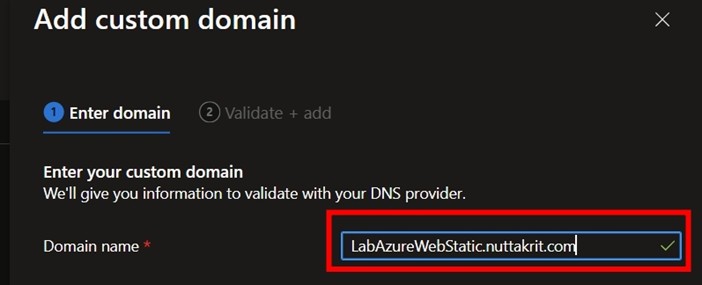 Add custom domain
1 Enter domain 2 Validate + add
Enter your custom domain
We'll give you information to validate with your DNS provider.
Domain name * LabAzureWebStatic.nuttakrit.com